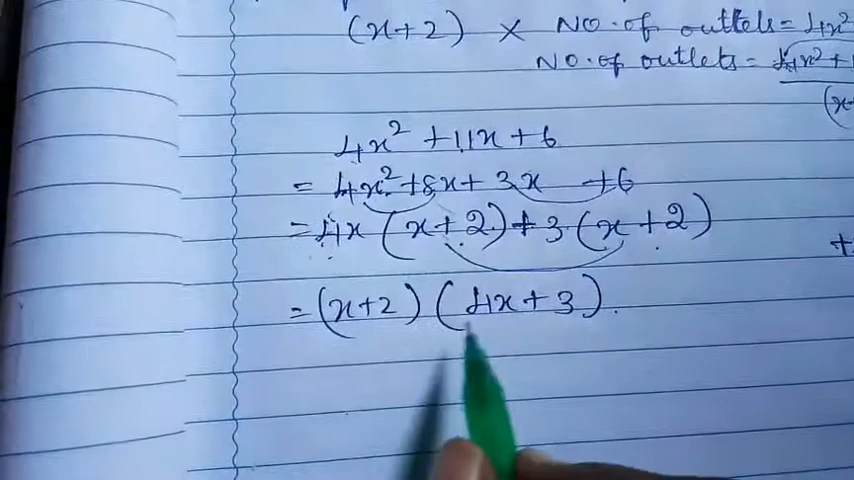 (x+2) × No. of outlets = 4x²
No. of outlets = 4x² +
(x
4x² + 11x + 6
= 4x² + 8x + 3x + 6
= 4x (x+2) + 3 (x+2)
+
= (x+2) (4x+3).